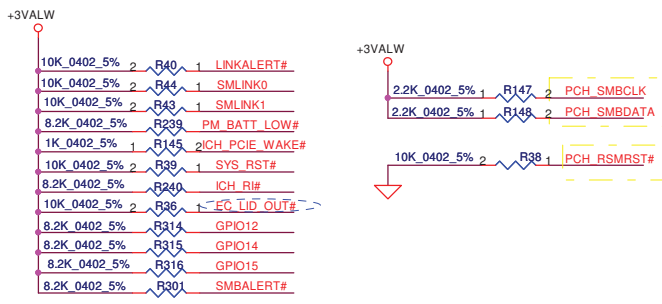 +3VALW
10K_0402_5% 2 R40 1 LINKALERT#
10K_0402_5% 2 R44 1 SMLINK0
10K_0402_5% 2 R43 1 SMLINK1
8.2K_0402_5% R239 PM_BATT_LOW#
1K_0402_5% 1 R145 2 ICH_PCIE_WAKE#
10K_0402_5% 2 R39 1 SYS_RST#
8.2K_0402_5% R240 ICH_RI#
10K_0402_5% 2 R36 1 EC_LID_OUT#
8.2K_0402_5% R314 GPIO12
8.2K_0402_5% R315 GPIO14
8.2K_0402_5% R316 GPIO15
8.2K_0402_5% R301 SMBALERT#
+3VALW
2.2K_0402_5% 1 R147 2 PCH_SMBCLK
2.2K_0402_5% 1 R148 2 PCH_SMBDATA
10K_0402_5% 2 R38 1 PCH_RSMRST#